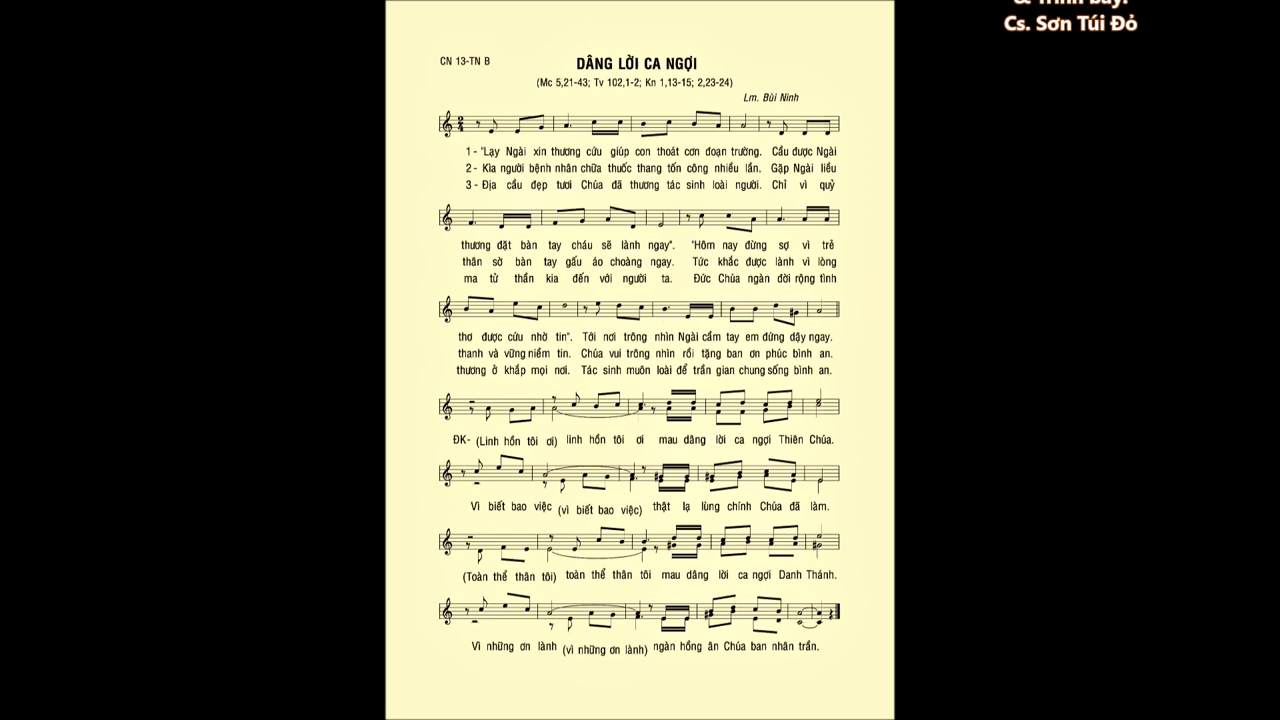 & Trình bày:
Cs. Sơn Túi Đỏ
CN 13-TN B
DÂNG LỜI CA NGỢI
(Mc 5,21-43; Tv 102,1-2; Kn 1,13-15; 2,23-24)
Lm. Bùi Ninh
1 - "Lạy Ngài xin thương cứu giúp con thoát cơn đoạn trường. Cầu được Ngài
2 - Kìa người bệnh nhân chữa thuốc thang tốn công nhiều lần. Gặp Ngài liều
3 - Địa cầu đẹp tươi Chúa đã thương tác sinh loài người. Chỉ vì quỷ
thương đặt bàn tay cháu sẽ lành ngay". "Hôm nay đừng sợ vì trẻ
thân sờ bàn tay gấu áo choàng ngay. Tức khắc được lành vì lòng
ma tử thần kia đến với người ta. Đức Chúa ngàn đời rộng tình
thơ được cứu nhờ tin". Tới nơi trông nhìn Ngài cầm tay em đứng dậy ngay.
thanh và vững niềm tin. Chúa vui trông nhìn rồi tặng ban ơn phúc bình an.
thương ở khắp mọi nơi. Tác sinh muôn loài để trần gian chung sống bình an.
ĐK- (Linh hồn tôi ơi) linh hồn tôi ơi mau dâng lời ca ngợi Thiên Chúa.
Vì biết bao việc (vì biết bao việc) thật lạ lùng chính Chúa đã làm.
(Toàn thể thân tôi) toàn thể thân tôi mau dâng lời ca ngợi Danh Thánh.
Vì những ơn lành (vì những ơn lành) ngàn hồng ân Chúa ban nhân trần.